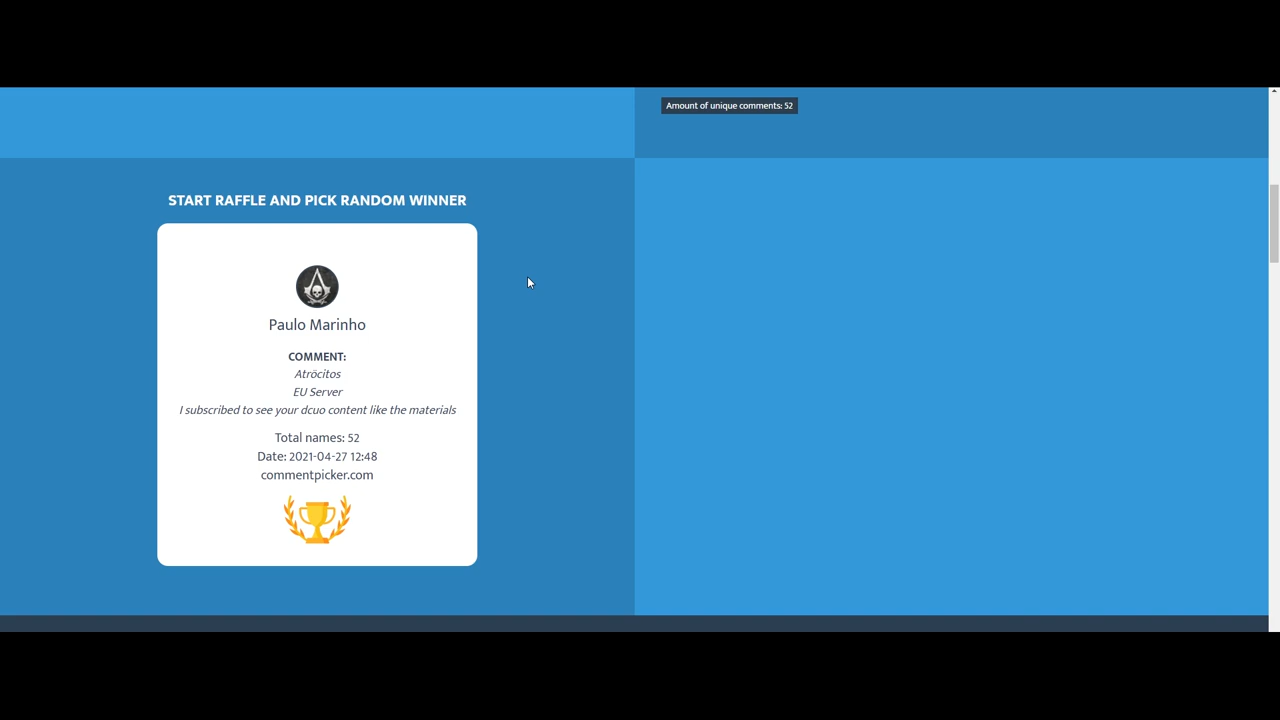 Amount of unique comments: 52
START RAFFLE AND PICK RANDOM WINNER
Paulo Marinho
COMMENT:
Atröcitos
EU Server
I subscribed to see your dcuo content like the materials
Total names: 52
Date: 2021-04-27 12:48
commentpicker.com